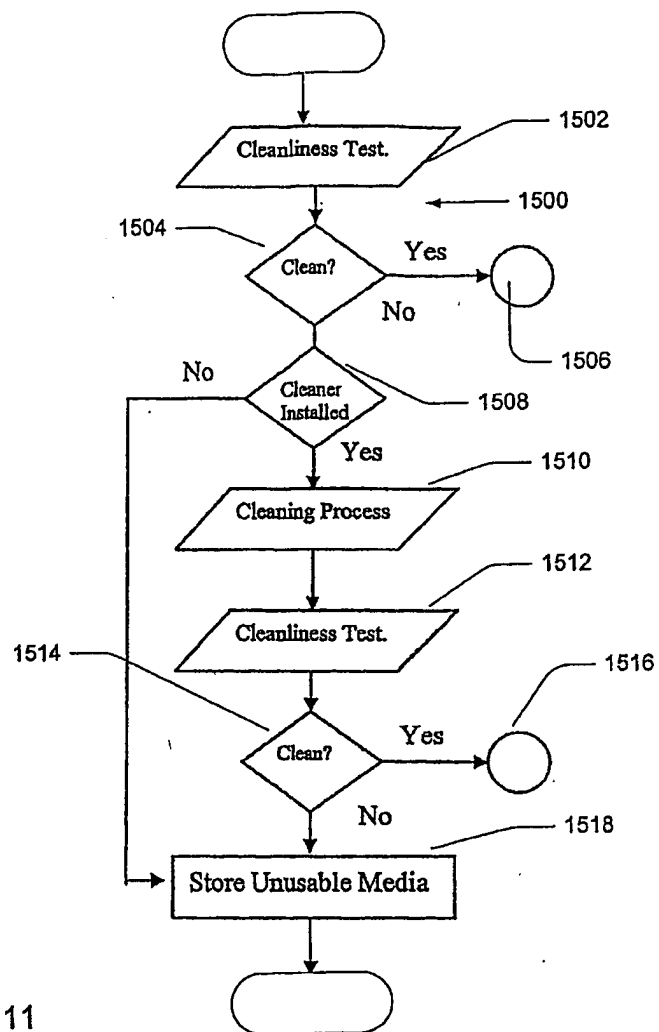 Cleanliness Test.
1502
1500
1504
Clean?
Yes
No
1506
No
Cleaner
Installed
1508
Yes
1510
Cleaning Process
1512
Cleanliness Test.
1514
1516
Clean?
Yes
No
1518
Store Unusable Media
11